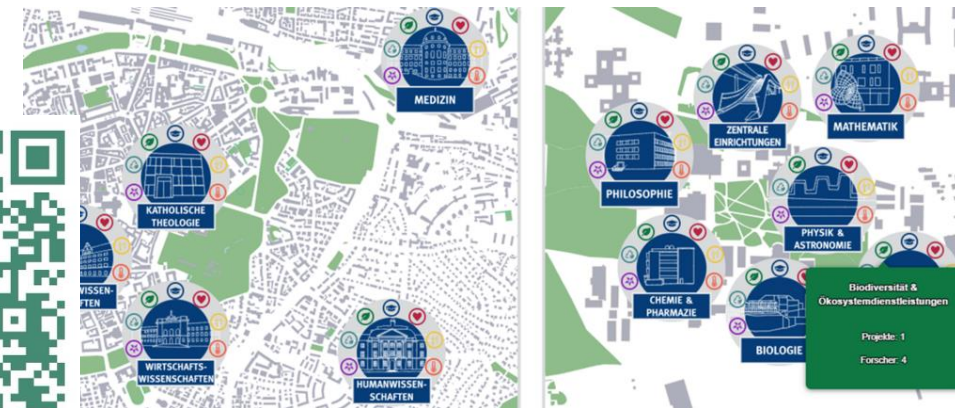 MEDIZIN
KATHOLISCHE
THEOLOGIE
WISSEN-
FTEN
WIRTSCHAFTS-
WISSENSCHAFTEN
HUMANWISSEN-
SCHAFTEN
ZENTRALE
EINRICHTUNGEN
MATHEMATIK
PHILOSOPHIE
PHYSIK &
ASTRONOMIE
CHEMIE &
PHARMAZIE
BIOLOGIE
Biodiversität &
Ökosystemdienstleistungen
Projekte: 1
Forscher: 4